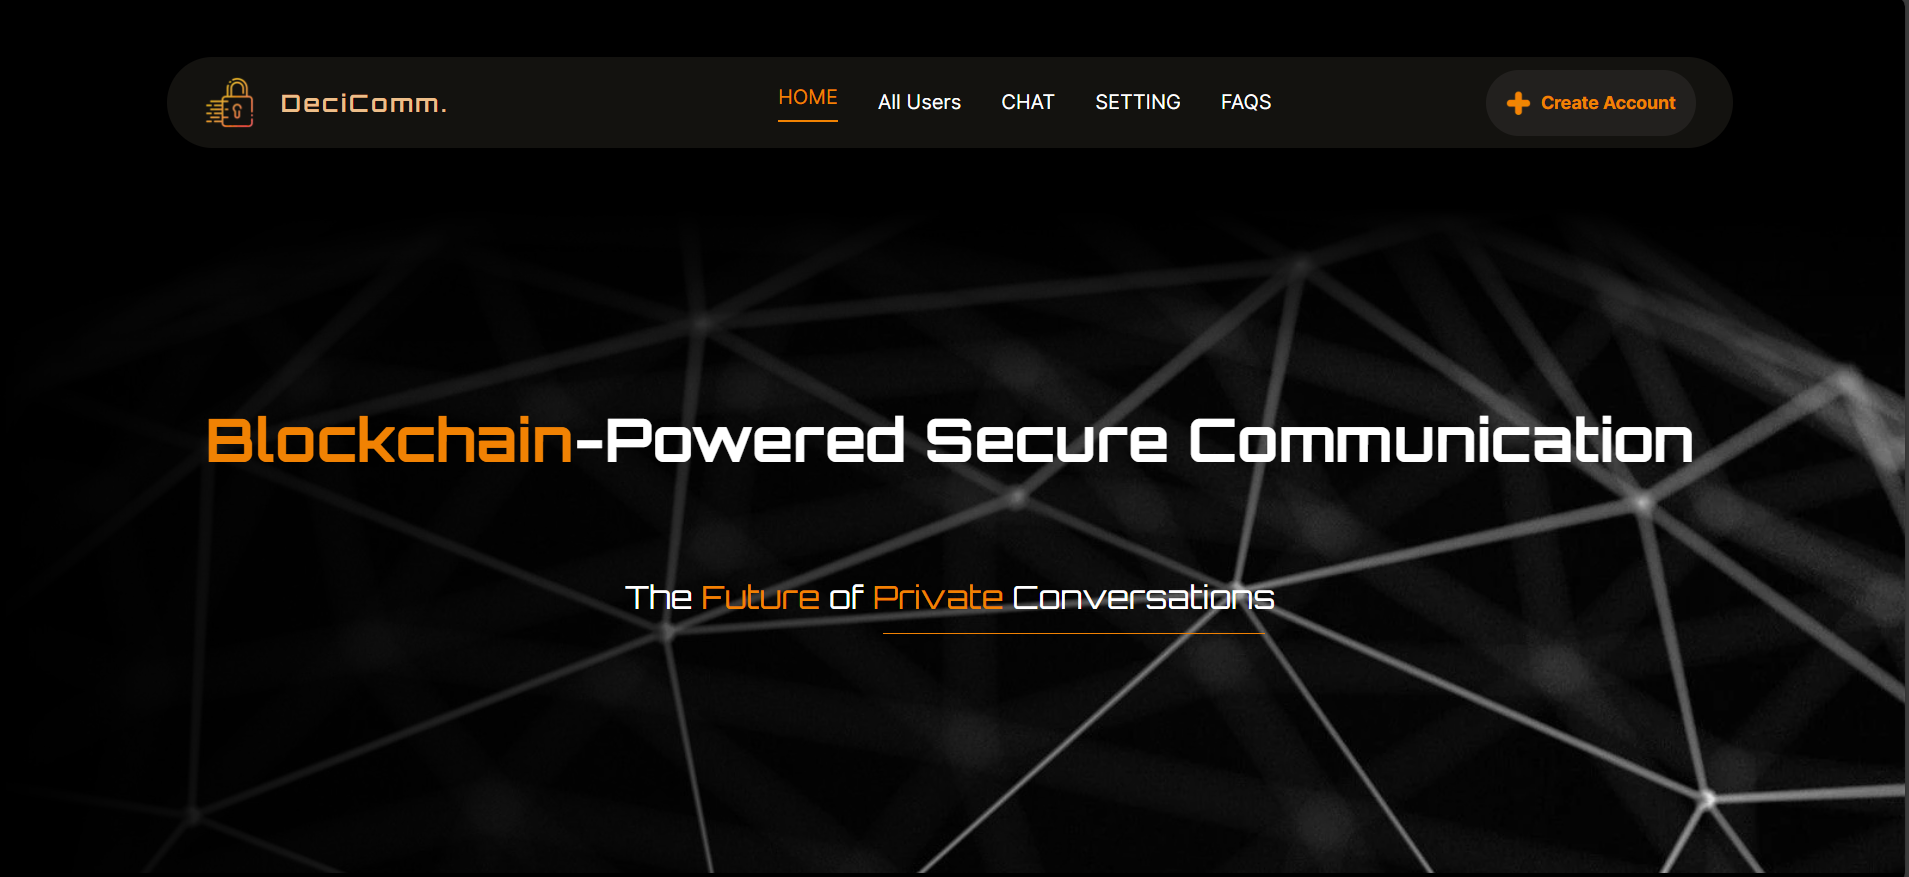 DeciComm.
HOME All Users CHAT SETTING FAQS
Create Account
Blockchain-Powered Secure Communication
The Future of Private Conversations